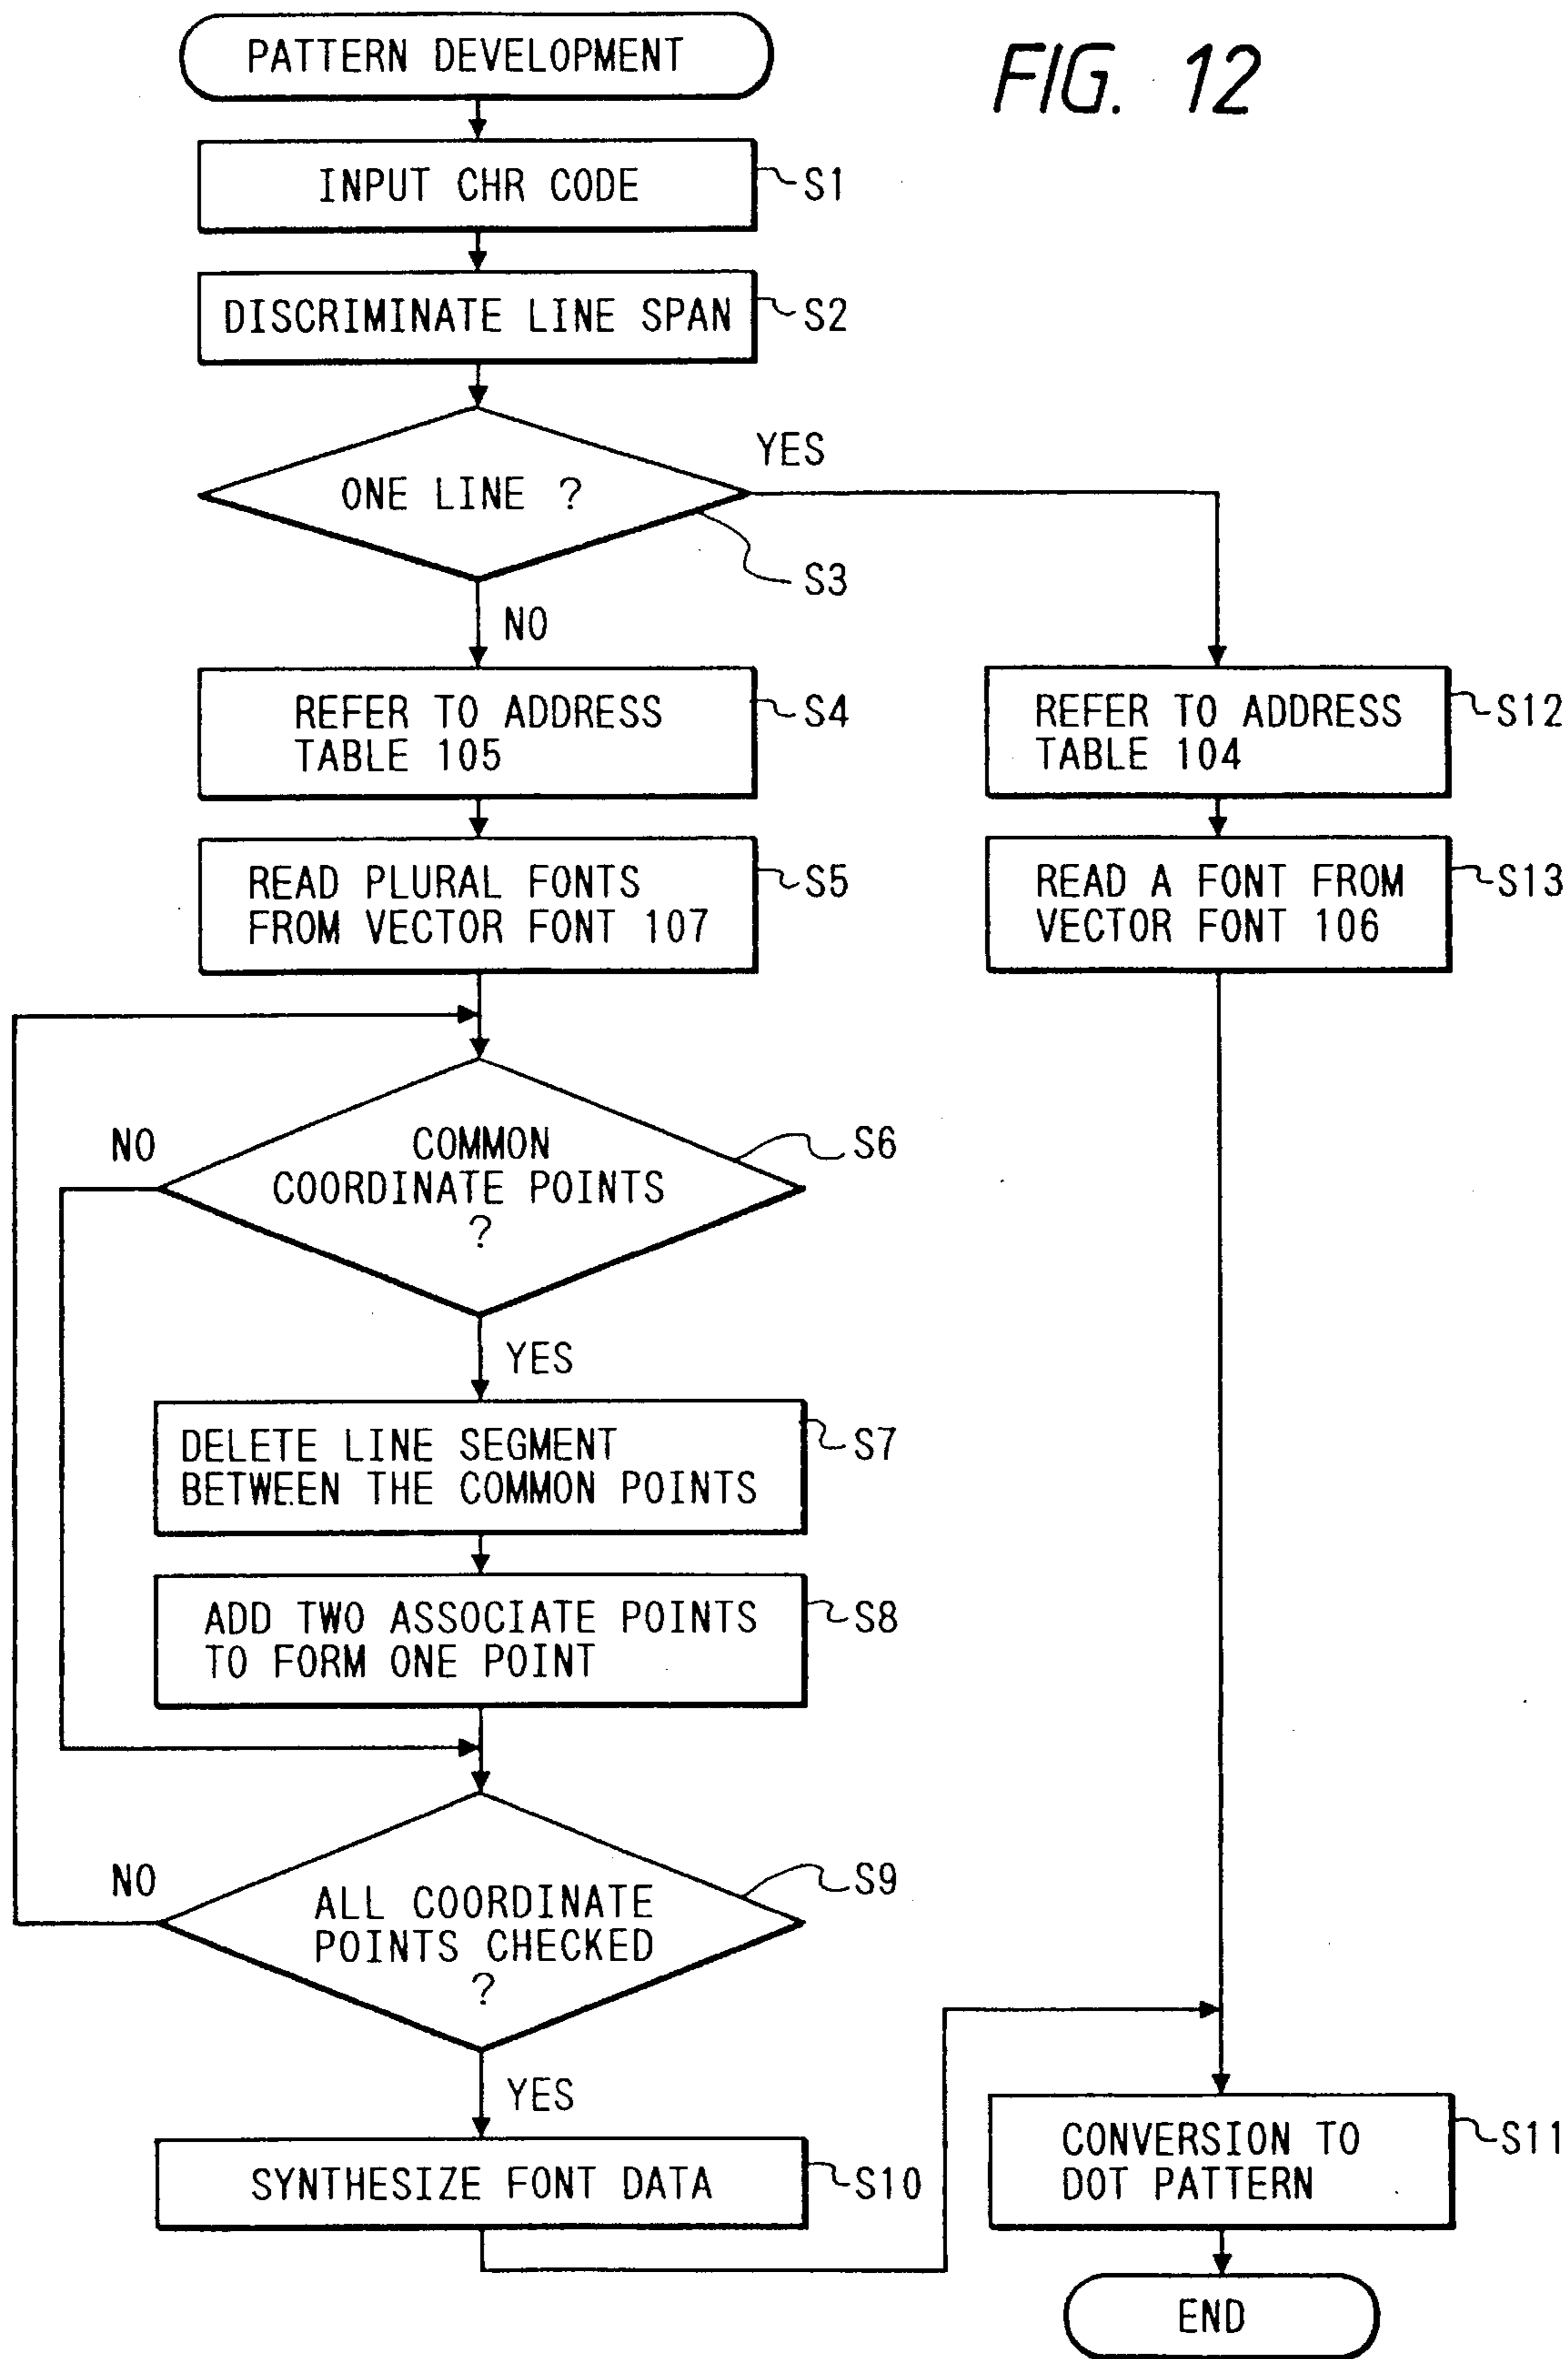 FIG. 12
PATTERN DEVELOPMENT
INPUT CHR CODE
S1
DISCRIMINATE LINE SPAN
S2
ONE LINE ?
YES
S3
NO
REFER TO ADDRESS
TABLE 105
S4
READ PLURAL FONTS
FROM VECTOR FONT 107
S5
COMMON
COORDINATE POINTS
?
S6
NO
YES
DELETE LINE SEGMENT
BETWEEN THE COMMON POINTS
S7
ADD TWO ASSOCIATE POINTS
TO FORM ONE POINT
S8
ALL COORDINATE
POINTS CHECKED
?
S9
NO
YES
SYNTHESIZE FONT DATA
S10
REFER TO ADDRESS
TABLE 104
S12
READ A FONT FROM
VECTOR FONT 106
S13
CONVERSION TO
DOT PATTERN
S11
END